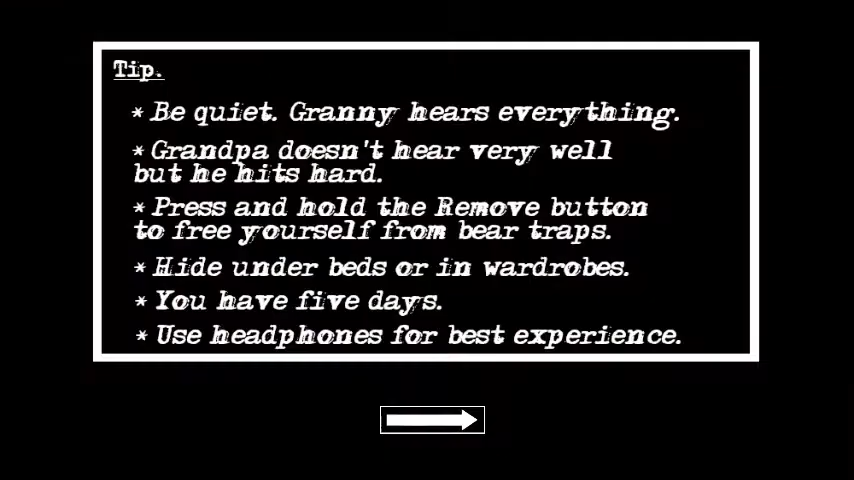 Tip.
* Be quiet. Granny hears everything.
* Grandpa doesn't hear very well
but he hits hard.
* Press and hold the Remove button
to free yourself from bear traps.
* Hide under beds or in wardrobes.
* You have five days.
* Use headphones for best experience.